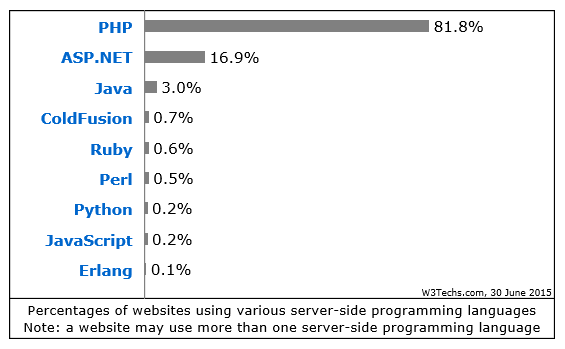 PHP 81.8%
ASP.NET 16.9%
Java 3.0%
ColdFusion 0.7%
Ruby 0.6%
Perl 0.5%
Python 0.2%
JavaScript 0.2%
Erlang 0.1%
W3Techs.com, 30 June 2015
Percentages of websites using various server-side programming languages
Note: a website may use more than one server-side programming language